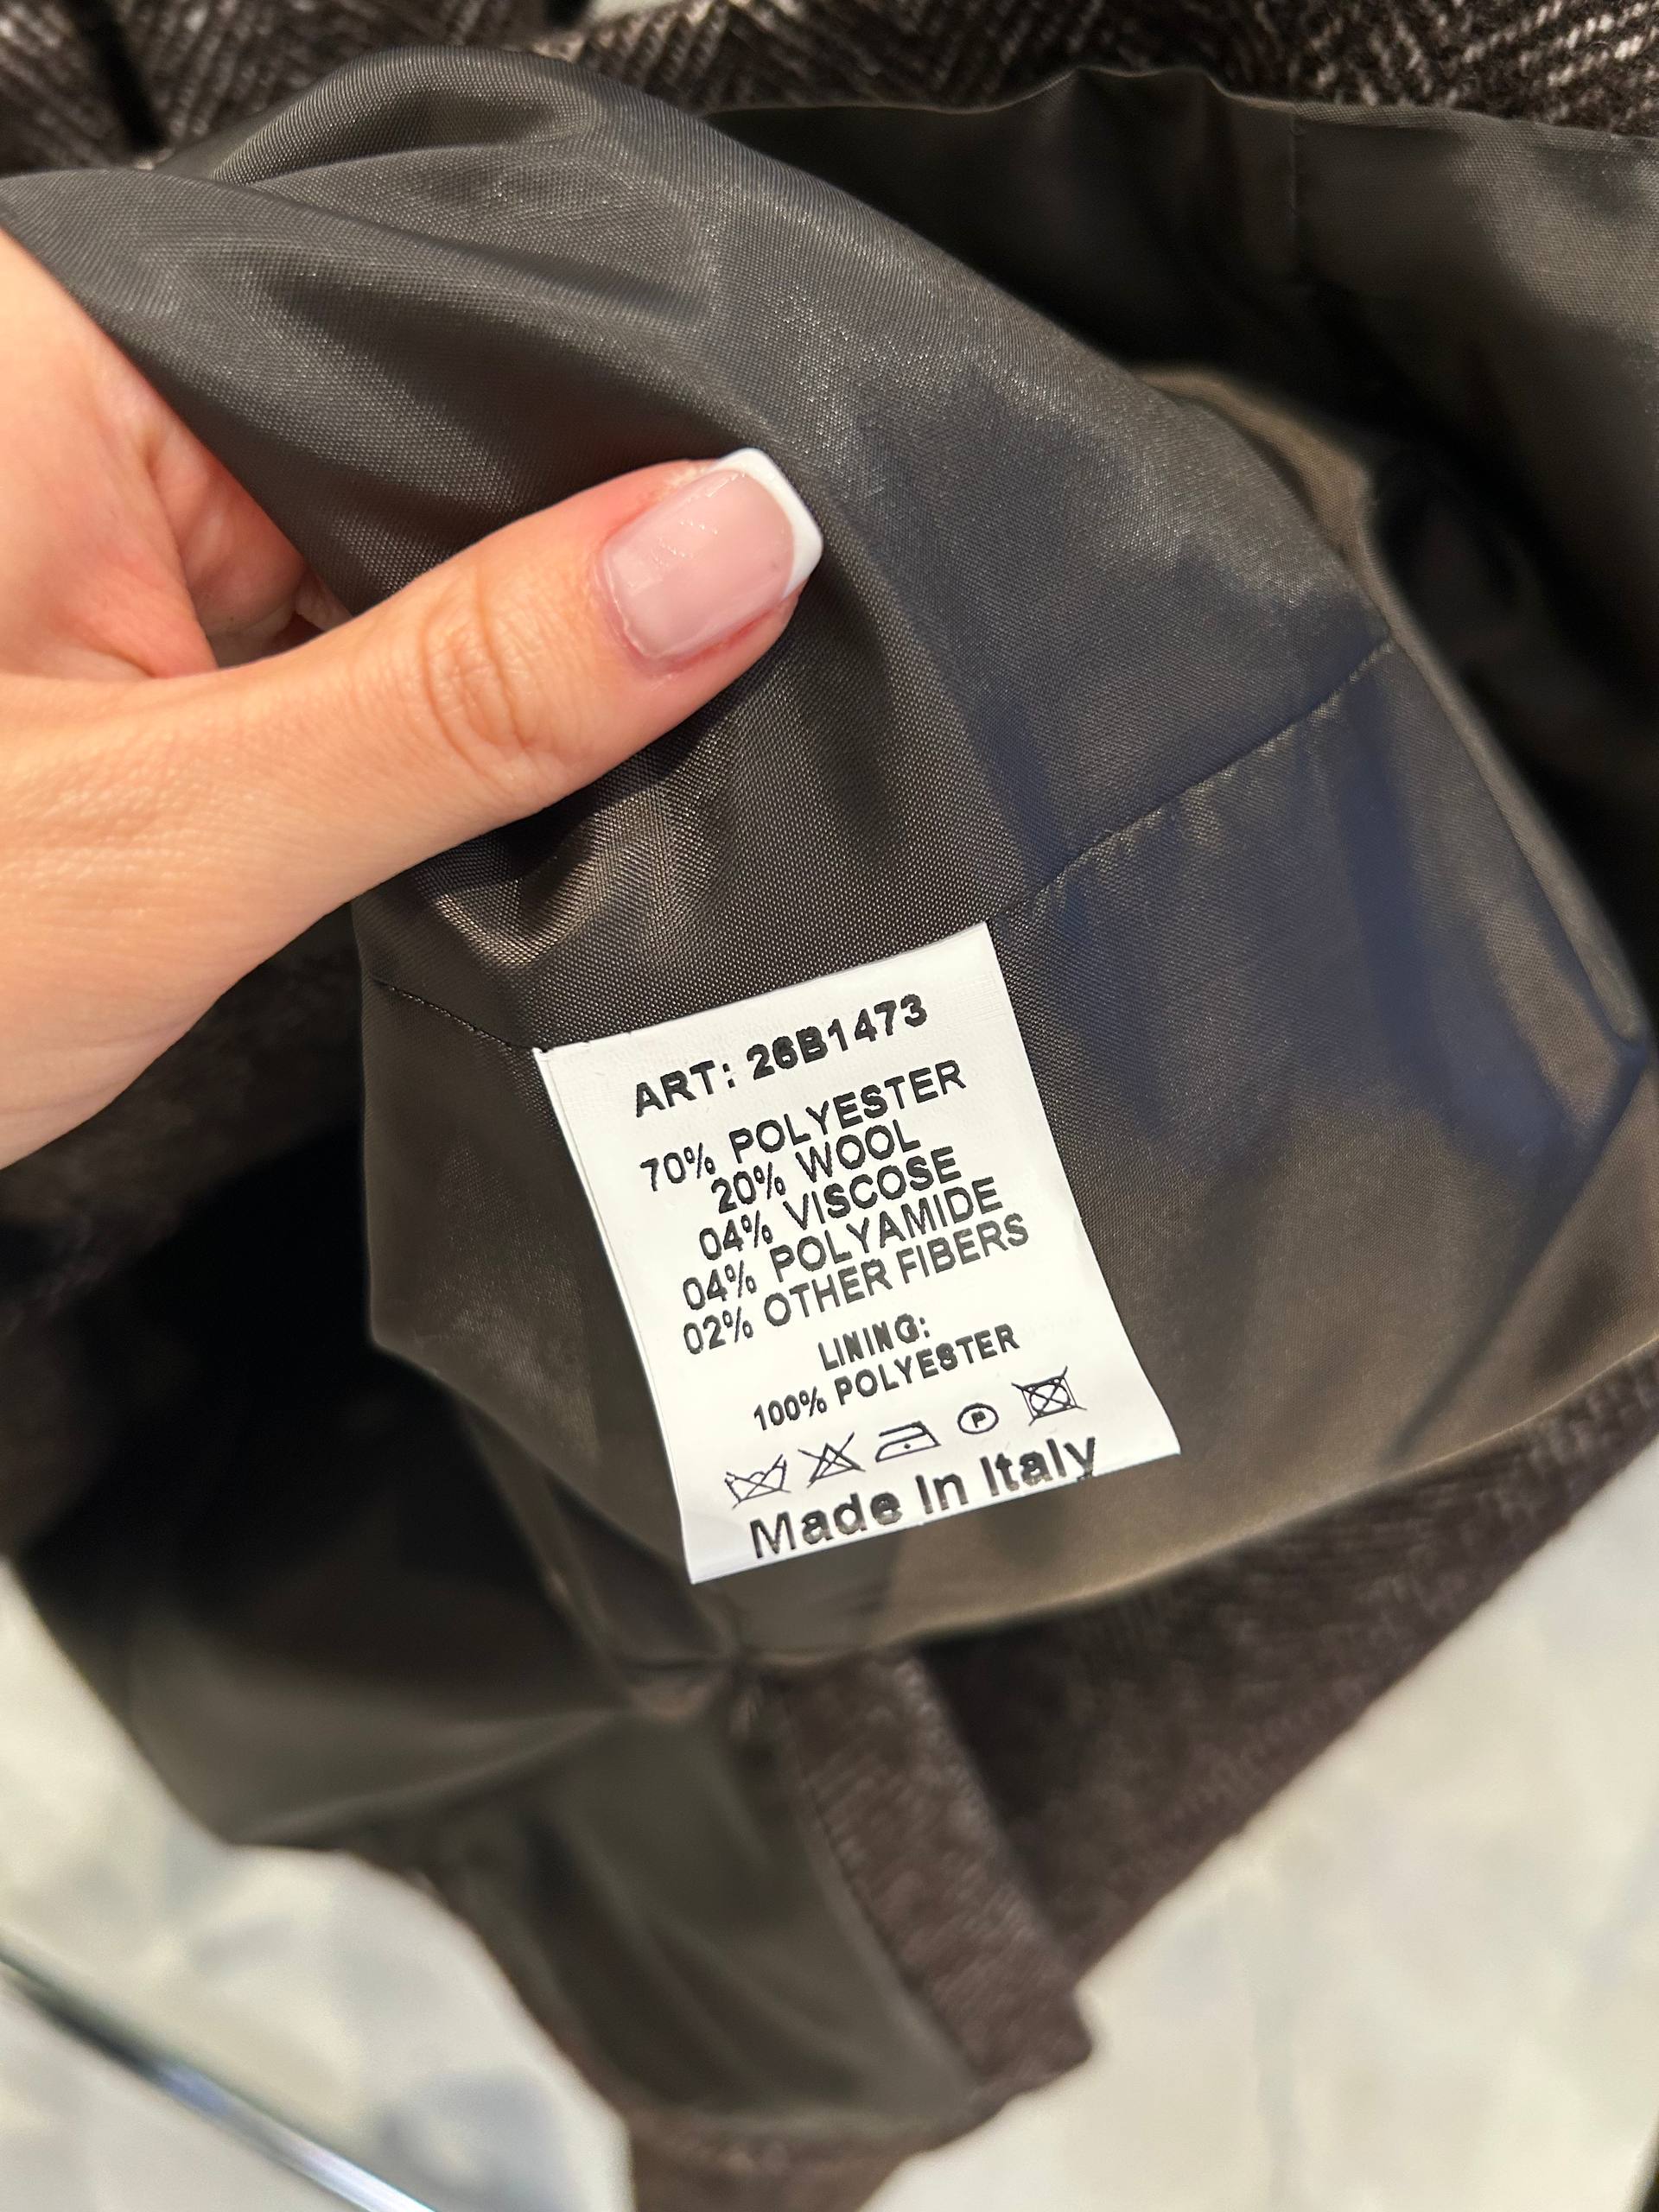 ART: 26B1473
70% POLYESTER
20% WOOL
04% VISCOSE
04% POLYAMIDE
02% OTHER FIBERS
LINING:
100% POLYESTER
P
Made In Italy